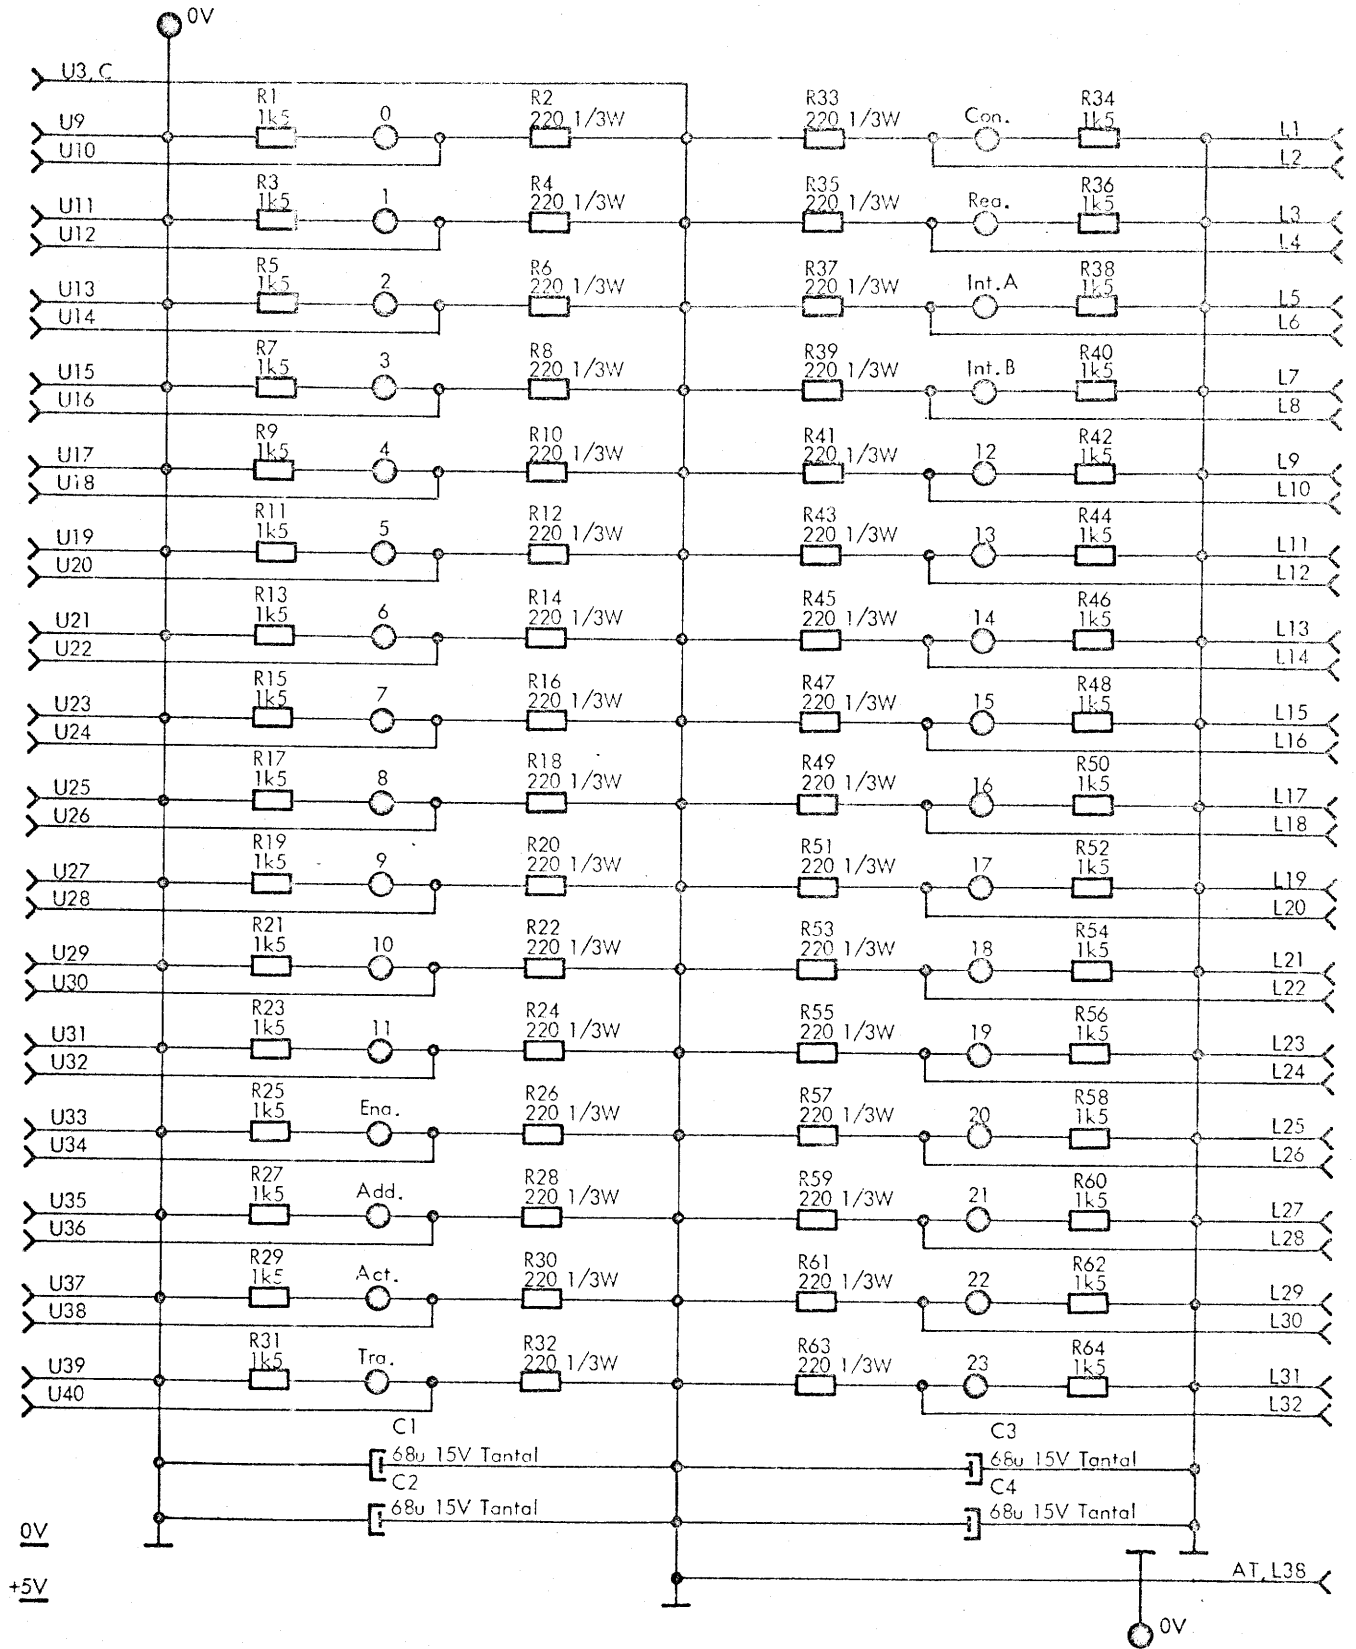 0V
U3, C
R1 R2 R33 R34
U9 1k5 0 220 1/3W 220 1/3W Con. 1k5 L1
U10 L2
R3 R4 R35 R36
U11 1k5 1 220 1/3W 220 1/3W Rea. 1k5 L3
U12 L4
R5 R6 R37 R38
U13 1k5 2 220 1/3W 220 1/3W Int.A 1k5 L5
U14 L6
R7 R8 R39 R40
U15 1k5 3 220 1/3W 220 1/3W Int.B 1k5 L7
U16 L8
R9 R10 R41 R42
U17 1k5 4 220 1/3W 220 1/3W 12 1k5 L9
U18 L10
R11 R12 R43 R44
U19 1k5 5 220 1/3W 220 1/3W 13 1k5 L11
U20 L12
R13 R14 R45 R46
U21 1k5 6 220 1/3W 220 1/3W 14 1k5 L13
U22 L14
R15 R16 R47 R48
U23 1k5 7 220 1/3W 220 1/3W 15 1k5 L15
U24 L16
R17 R18 R49 R50
U25 1k5 8 220 1/3W 220 1/3W 16 1k5 L17
U26 L18
R19 R20 R51 R52
U27 1k5 9 220 1/3W 220 1/3W 17 1k5 L19
U28 L20
R21 R22 R53 R54
U29 1k5 10 220 1/3W 220 1/3W 18 1k5 L21
U30 L22
R23 R24 R55 R56
U31 1k5 11 220 1/3W 220 1/3W 19 1k5 L23
U32 L24
R25 R26 R57 R58
U33 1k5 Ena. 220 1/3W 220 1/3W 20 1k5 L25
U34 L26
R27 R28 R59 R60
U35 1k5 Add. 220 1/3W 220 1/3W 21 1k5 L27
U36 L28
R29 R30 R61 R62
U37 1k5 Act. 220 1/3W 220 1/3W 22 1k5 L29
U38 L30
R31 R32 R63 R64
U39 1k5 Tra. 220 1/3W 220 1/3W 23 1k5 L31
U40 L32
C1 C3
68u 15V Tantal 68u 15V Tantal
C2 C4
68u 15V Tantal 68u 15V Tantal
0V
AT, L38
+5V
0V